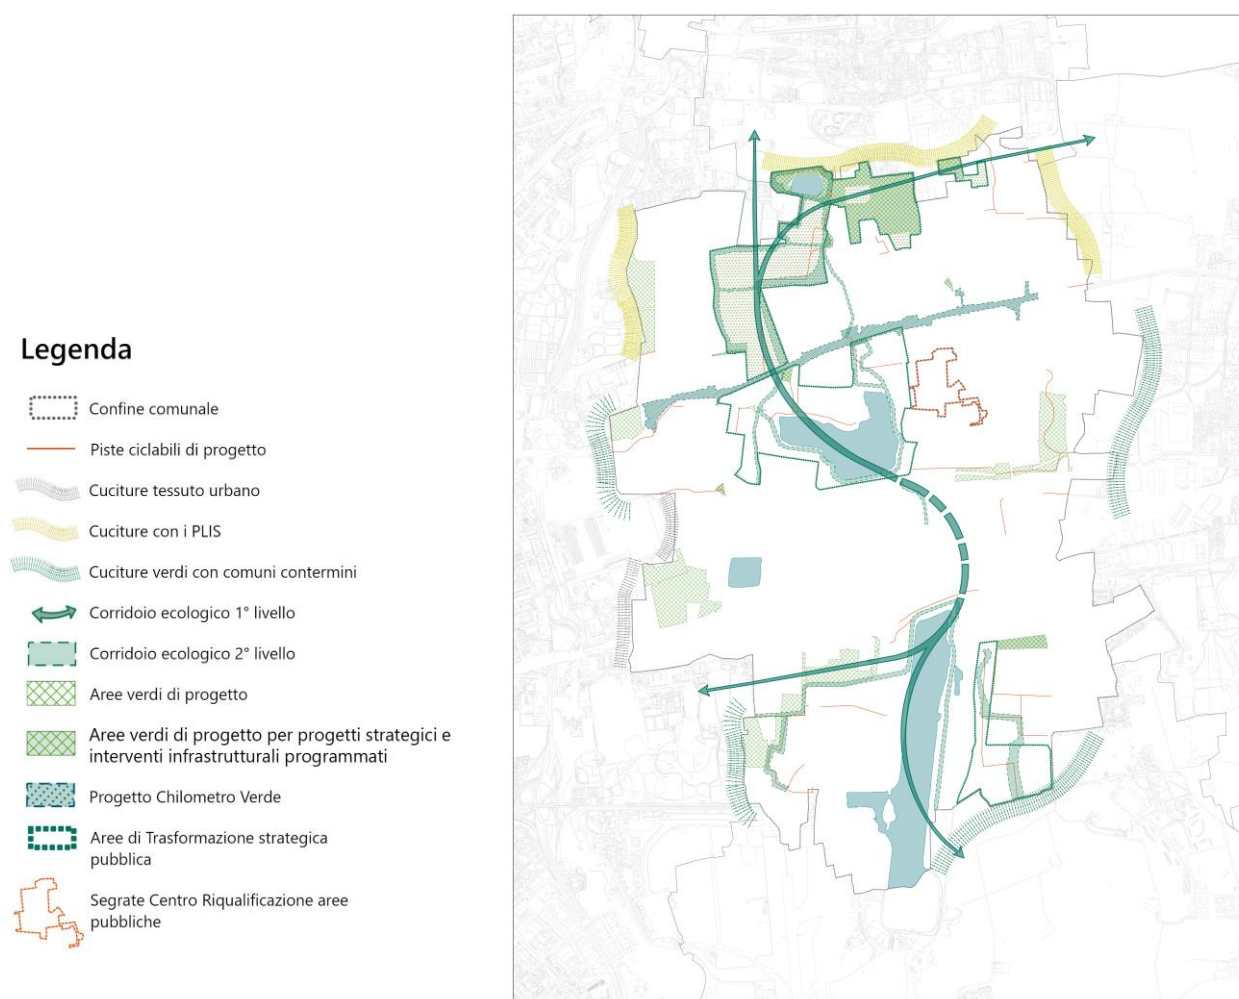 Legenda
Confine comunale
Piste ciclabili di progetto
Cuciture tessuto urbano
Cuciture con i PLIS
Cuciture verdi con comuni contermini
Corridoio ecologico 1° livello
Corridoio ecologico 2° livello
Aree verdi di progetto
Aree verdi di progetto per progetti strategici e
interventi infrastrutturali programmati
Progetto Chilometro Verde
Aree di Trasformazione strategica
pubblica
Segrate Centro Riqualificazione aree
pubbliche